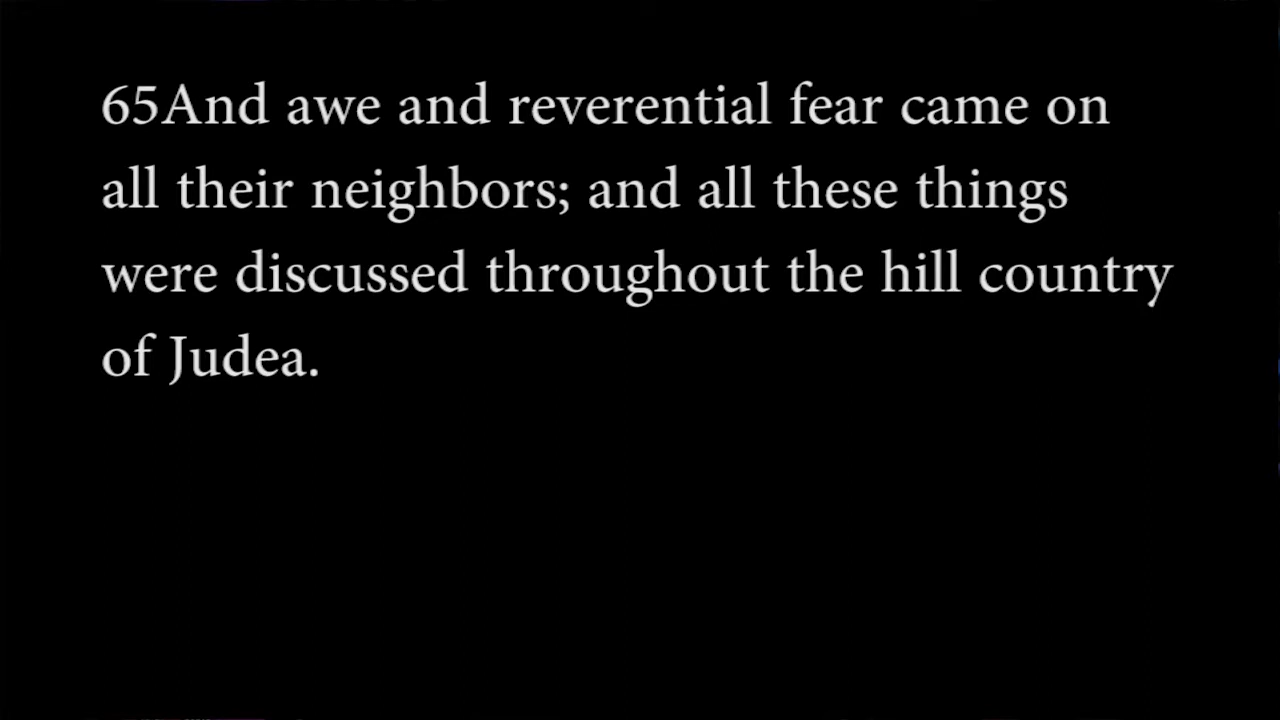 65And awe and reverential fear came on
all their neighbors; and all these things
were discussed throughout the hill country
of Judea.